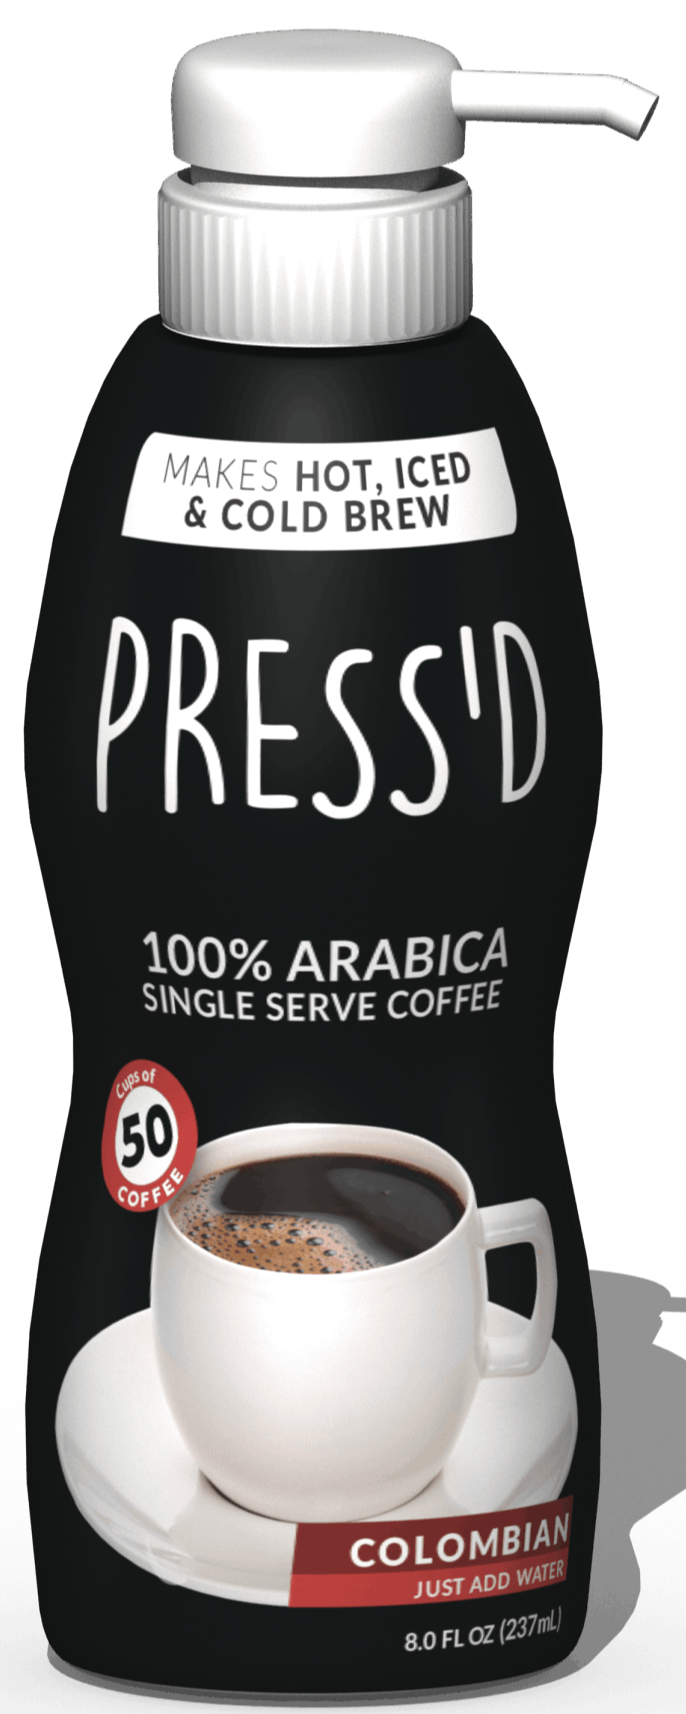 MAKES HOT, ICED
& COLD BREW
PRESS'D
100% ARABICA
SINGLE SERVE COFFEE
Cups of
50
COFFEE
COLOMBIAN
JUST ADD WATER
8.0 FL OZ (237mL)